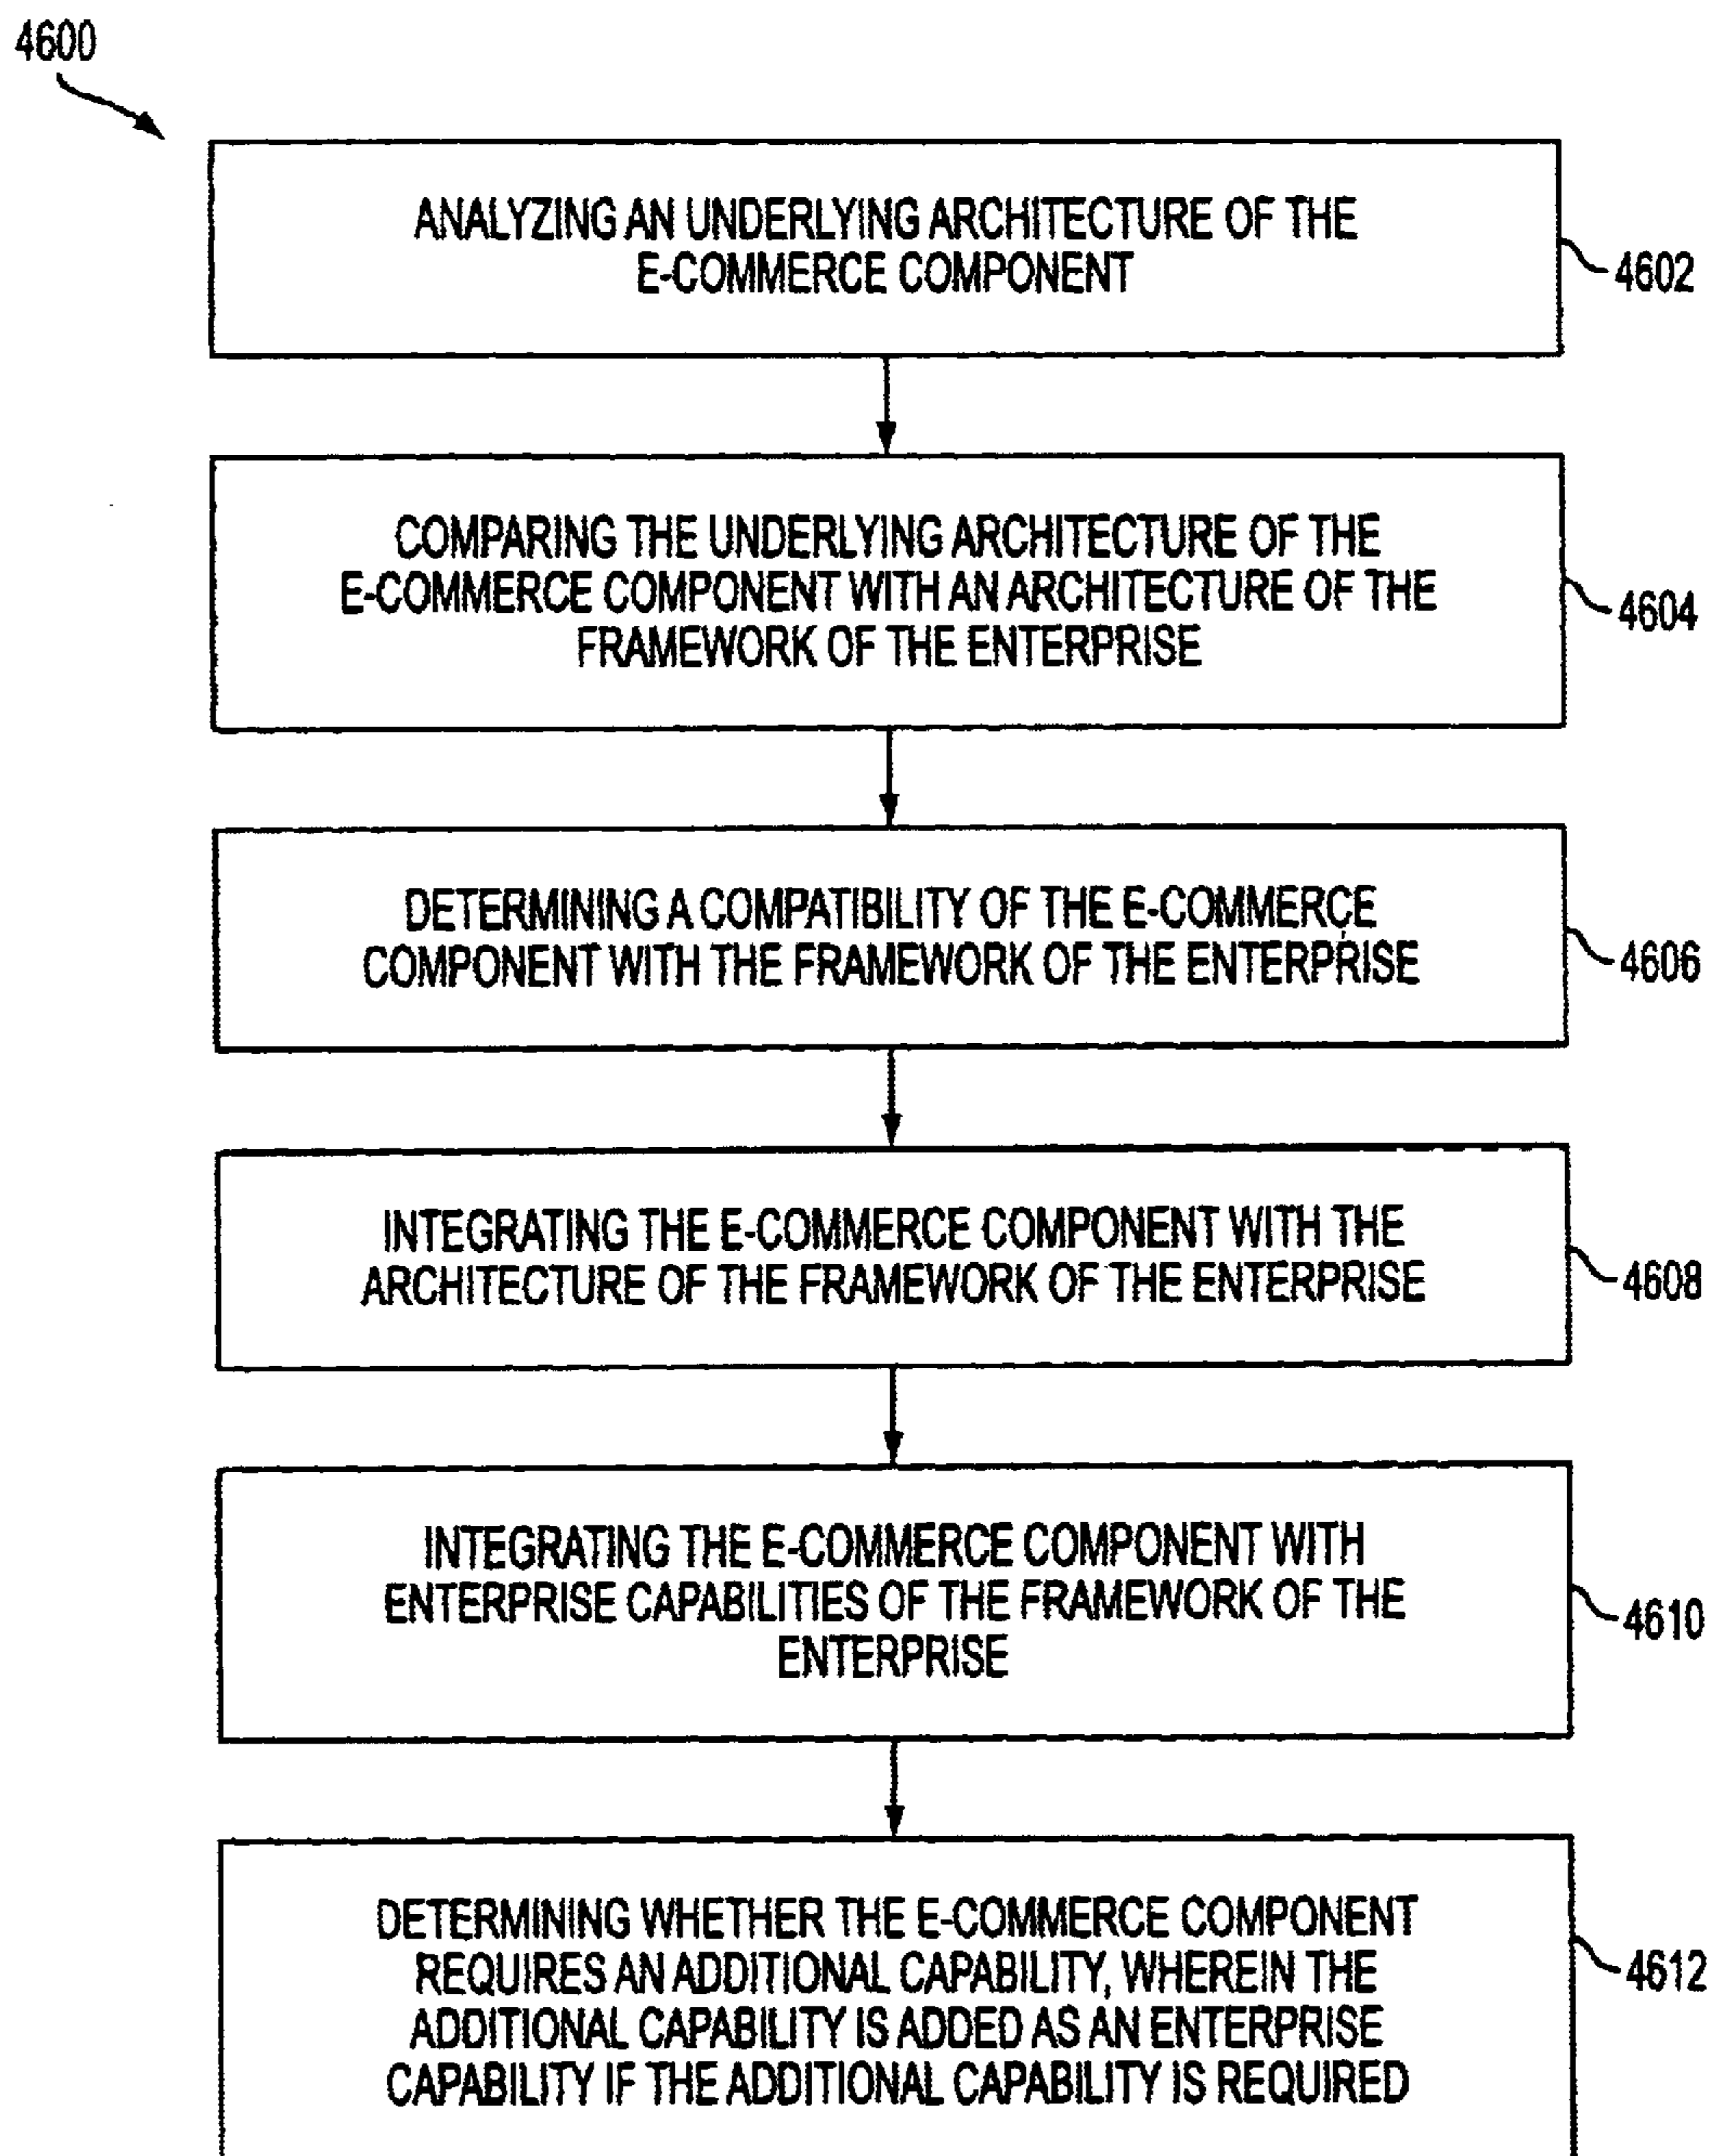 4600
ANALYZING AN UNDERLYING ARCHITECTURE OF THE
E-COMMERCE COMPONENT
4602
COMPARING THE UNDERLYING ARCHITECTURE OF THE
E-COMMERCE COMPONENT WITH AN ARCHITECTURE OF THE
FRAMEWORK OF THE ENTERPRISE
4604
DETERMINING A COMPATIBILITY OF THE E-COMMERCE
COMPONENT WITH THE FRAMEWORK OF THE ENTERPRISE
4606
INTEGRATING THE E-COMMERCE COMPONENT WITH THE
ARCHITECTURE OF THE FRAMEWORK OF THE ENTERPRISE
4608
INTEGRATING THE E-COMMERCE COMPONENT WITH
ENTERPRISE CAPABILITIES OF THE FRAMEWORK OF THE
ENTERPRISE
4610
DETERMINING WHETHER THE E-COMMERCE COMPONENT
REQUIRES AN ADDITIONAL CAPABILITY, WHEREIN THE
ADDITIONAL CAPABILITY IS ADDED AS AN ENTERPRISE
CAPABILITY IF THE ADDITIONAL CAPABILITY IS REQUIRED
4612